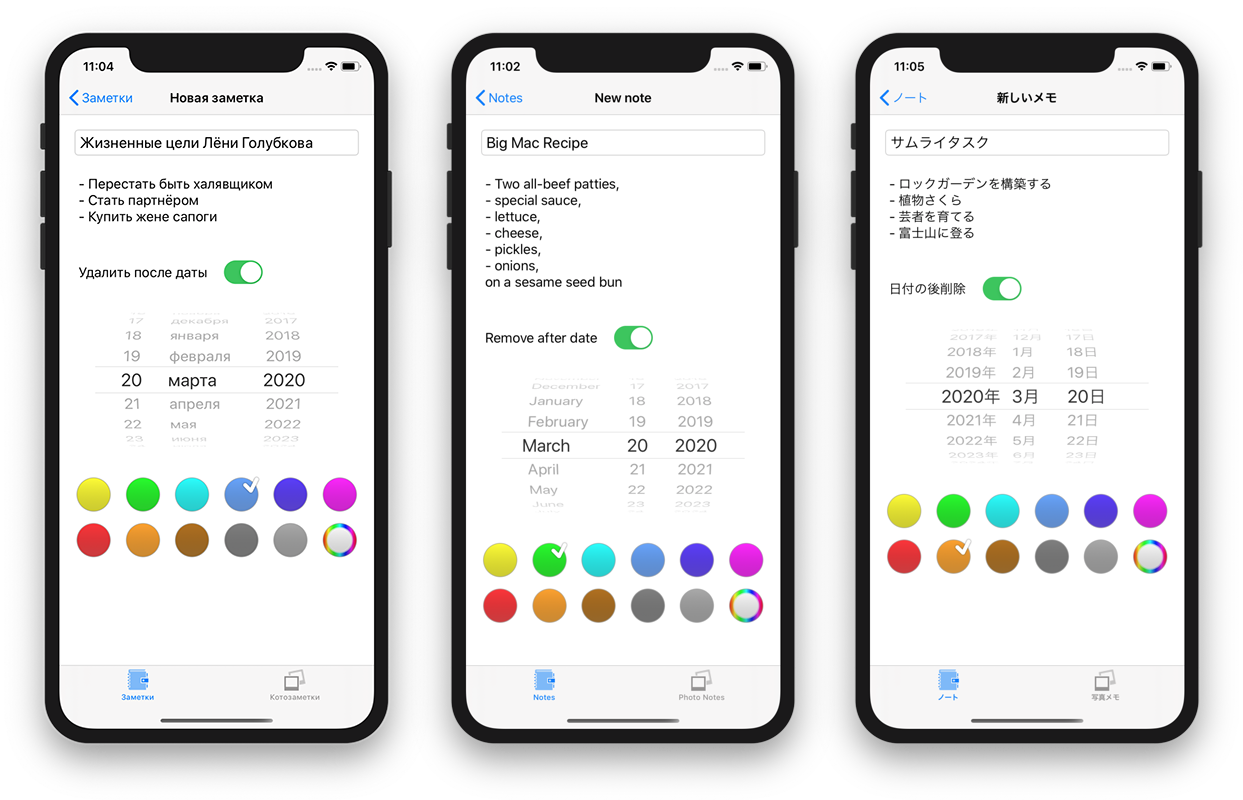 11:04
Заметки
Новая заметка
Жизненные цели Лёни Голубкова
- Перестать быть халявщиком
- Стать партнёром
- Купить жене сапоги
Удалить после даты
17 декабря 2017
18 января 2018
19 февраля 2019
20 марта 2020
21 апреля 2021
22 мая 2022
23 июня 2023
Заметки
Котозаметки
11:02
Notes
New note
Big Mac Recipe
- Two all-beef patties,
- special sauce,
- lettuce,
- cheese,
- pickles,
- onions,
on a sesame seed bun
Remove after date
December 17 2017
January 18 2018
February 19 2019
March 20 2020
April 21 2021
May 22 2022
June 23 2023
Notes
Photo Notes
11:05
ノート
新しいメモ
サムライタスク
- ロックガーデンを構築する
- 植物さくら
- 芸者を育てる
- 富士山に登る
日付の後削除
2017年 12月 17日
2018年 1月 18日
2019年 2月 19日
2020年 3月 20日
2021年 4月 21日
2022年 5月 22日
2023年 6月 23日
ノート
写真メモ